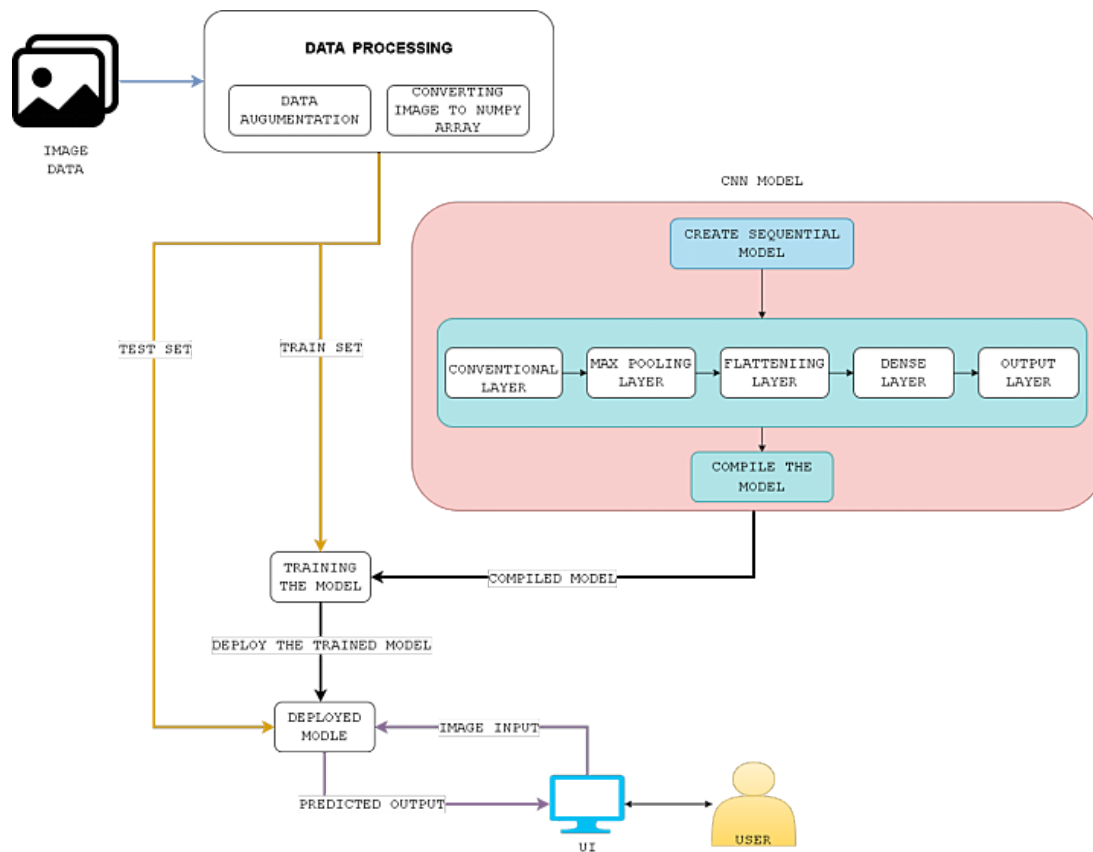 DATA PROCESSING
DATA
AUGUMENTATION
CONVERTING
IMAGE TO NUMPY
ARRAY
IMAGE
DATA
CNN MODEL
CREATE SEQUENTIAL
MODEL
TEST SET
TRAIN SET
CONVENTIONAL
LAYER
MAX POOLING
LAYER
FLATTENIING
LAYER
DENSE
LAYER
OUTPUT
LAYER
COMPILE THE
MODEL
TRAINING
THE MODEL
COMPILED MODEL
DEPLOY THE TRAINED MODEL
DEPLOYED
MODLE
IMAGE INPUT
PREDICTED OUTPUT
UI
USER